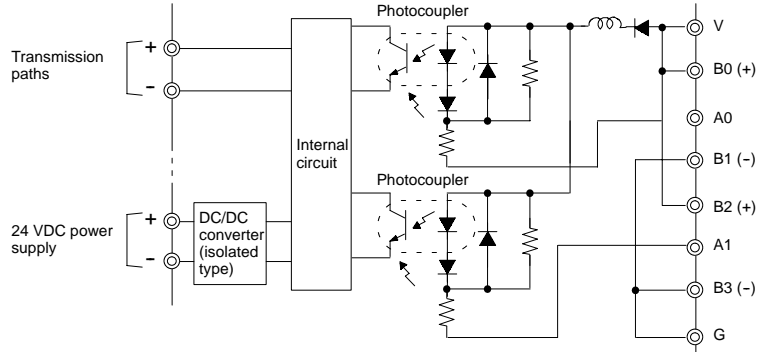 Photocoupler
Transmission
paths
+
-
Internal
circuit
Photocoupler
24 VDC power
supply
+
-
DC/DC
converter
(isolated
type)
V
B0 (+)
A0
B1 (-)
B2 (+)
A1
B3 (-)
G